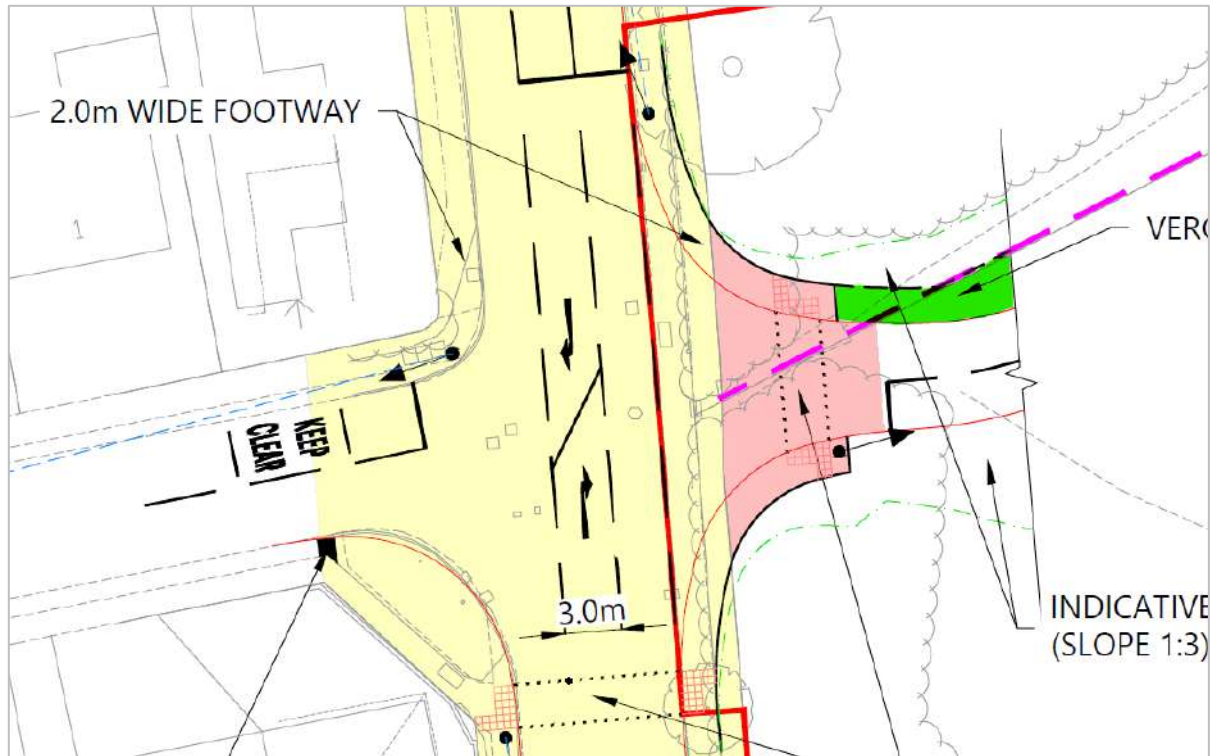 2.0m WIDE FOOTWAY
1
VERG
KEEP
CLEAR
3.0m
INDICATIVE
(SLOPE 1:3)